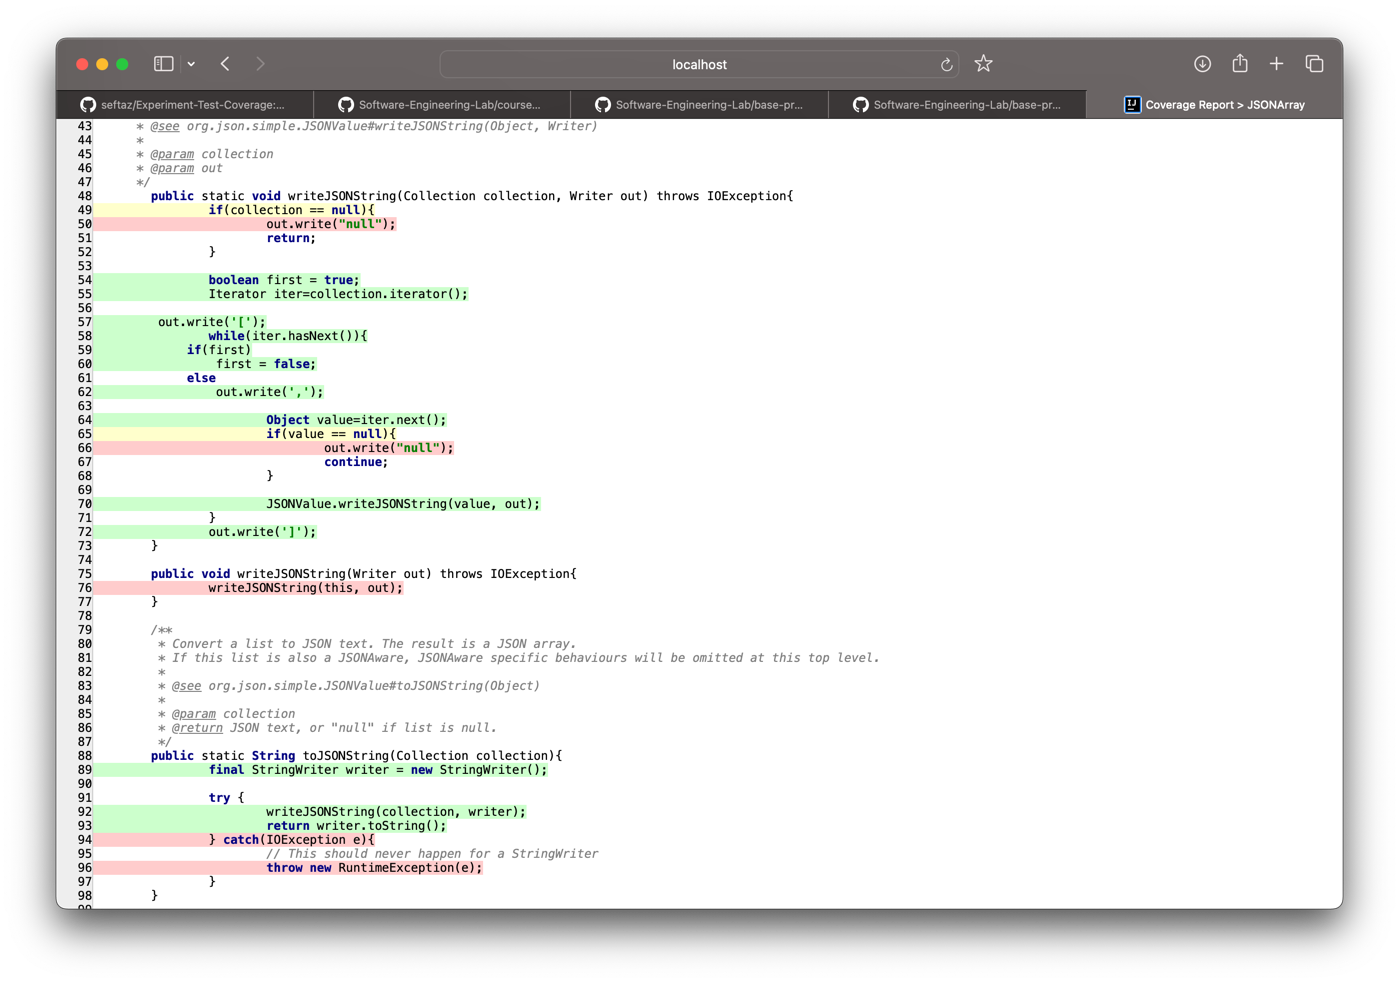 localhost
seftaz/Experiment-Test-Coverage:...
Software-Engineering-Lab/course...
Software-Engineering-Lab/base-pr...
Software-Engineering-Lab/base-pr...
IJ
Coverage Report > JSONArray
43 * @see org.json.simple.JSONValue#writeJSONString(Object, Writer)
44 *
45 * @param collection
46 * @param out
47 */
48 public static void writeJSONString(Collection collection, Writer out) throws IOException{
49 if(collection == null){
50 out.write("null");
51 return;
52 }
53
54 boolean first = true;
55 Iterator iter=collection.iterator();
56
57 out.write('[');
58 while(iter.hasNext()){
59 if(first)
60 first = false;
61 else
62 out.write(',');
63
64 Object value=iter.next();
65 if(value == null){
66 out.write("null");
67 continue;
68 }
69
70 JSONValue.writeJSONString(value, out);
71 }
72 out.write(']');
73 }
74
75 public void writeJSONString(Writer out) throws IOException{
76 writeJSONString(this, out);
77 }
78
79 /**
80 * Convert a list to JSON text. The result is a JSON array.
81 * If this list is also a JSONAware, JSONAware specific behaviours will be omitted at this top level.
82 *
83 * @see org.json.simple.JSONValue#toJSONString(Object)
84 *
85 * @param collection
86 * @return JSON text, or "null" if list is null.
87 */
88 public static String toJSONString(Collection collection){
89 final StringWriter writer = new StringWriter();
90
91 try {
92 writeJSONString(collection, writer);
93 return writer.toString();
94 } catch(IOException e){
95 // This should never happen for a StringWriter
96 throw new RuntimeException(e);
97 }
98 }